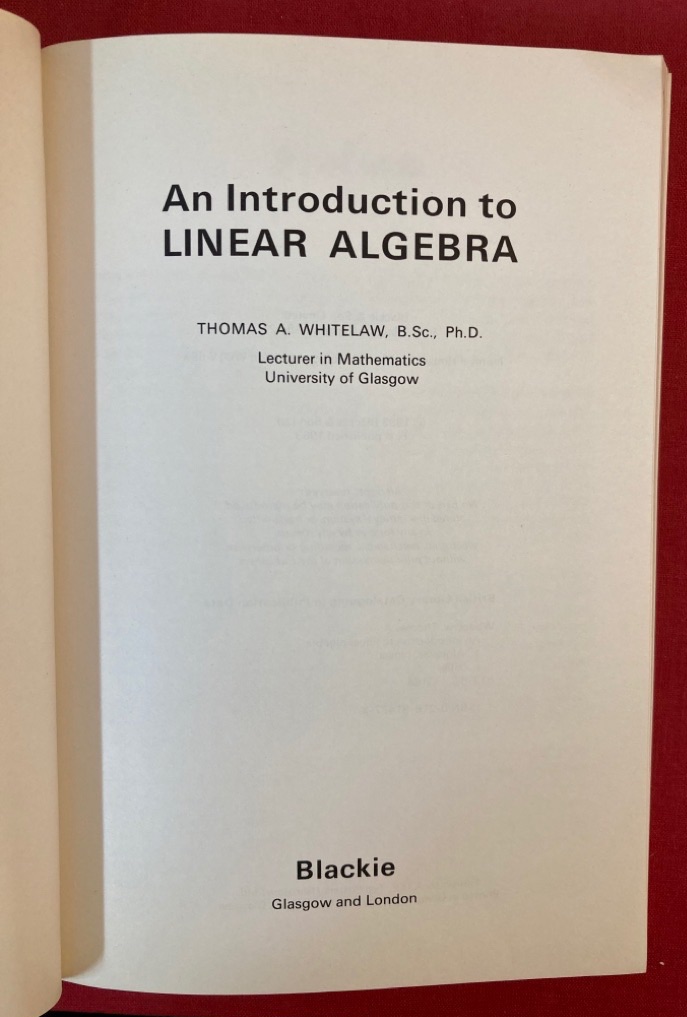 An Introduction to
LINEAR ALGEBRA
THOMAS A. WHITELAW, B.Sc., Ph.D.
Lecturer in Mathematics
University of Glasgow
Blackie
Glasgow and London